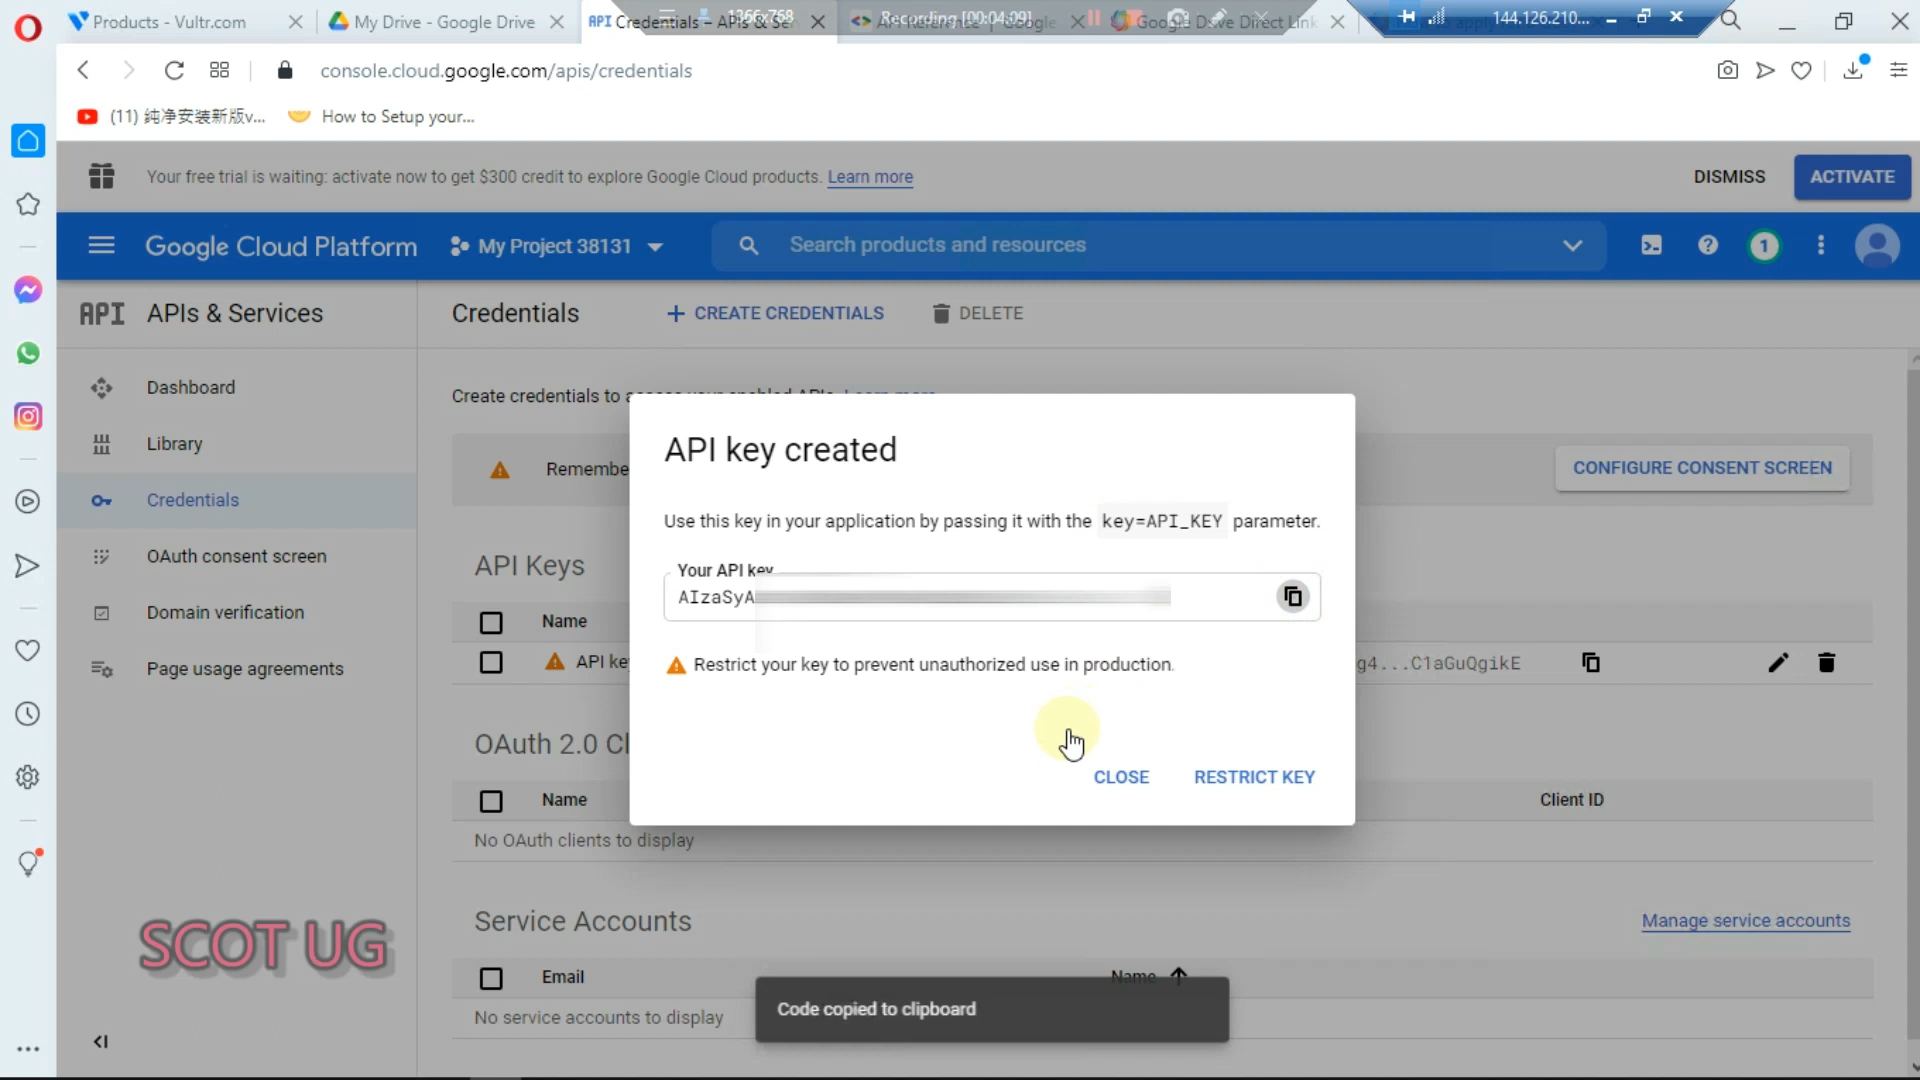 Products - Vultr.com
My Drive - Google Drive
API Credentials – APIs & Se
1366x768
Recording [00:04:09]
144.126.210...
console.cloud.google.com/apis/credentials
(11) 纯净安装新版v...
How to Setup your...
Your free trial is waiting: activate now to get $300 credit to explore Google Cloud products. Learn more
DISMISS
ACTIVATE
Google Cloud Platform
My Project 38131
Search products and resources
1
API APIs & Services
Credentials
CREATE CREDENTIALS
DELETE
Dashboard
Library
Credentials
OAuth consent screen
Domain verification
Page usage agreements
Create credentials to access your enabled APIs. Learn more
Remembe
CONFIGURE CONSENT SCREEN
API key created
Use this key in your application by passing it with the key=API_KEY parameter.
Your API key
AIzaSyA
Restrict your key to prevent unauthorized use in production.
CLOSE
RESTRICT KEY
API Keys
Name
API ke
g4...C1aGuQgikE
OAuth 2.0 Cl
Name
Client ID
No OAuth clients to display
Service Accounts
Manage service accounts
Email
Name
No service accounts to display
Code copied to clipboard
SCOT UG